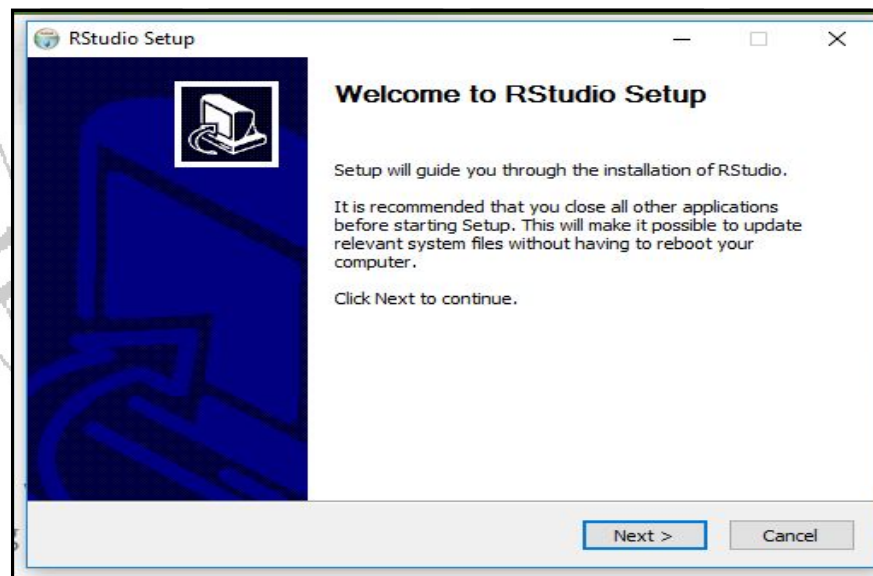 RStudio Setup
Welcome to RStudio Setup
Setup will guide you through the installation of RStudio.
It is recommended that you close all other applications
before starting Setup. This will make it possible to update
relevant system files without having to reboot your
computer.
Click Next to continue.
Next >
Cancel